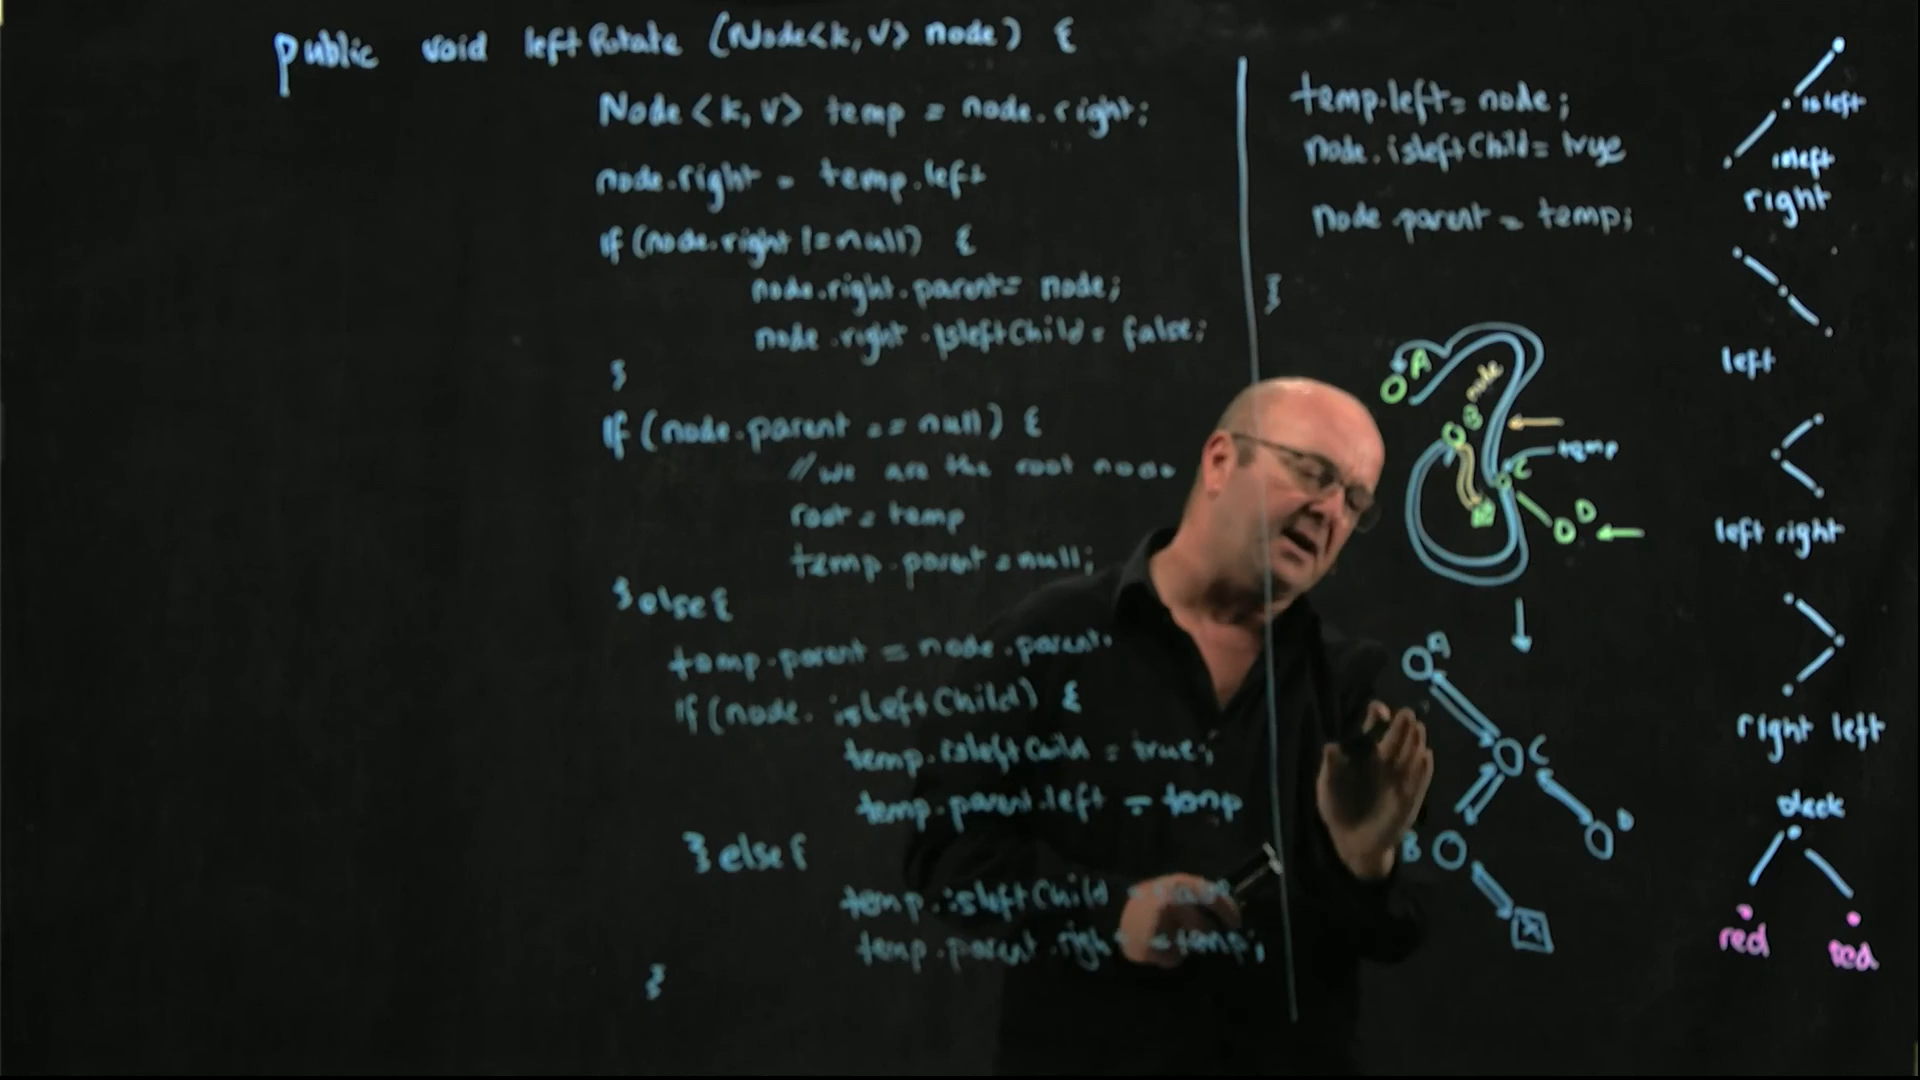 public void leftRotate (Node<k,V> node) {
Node<k,V> temp = node.right;
node.right = temp.left
if (node.right != null) {
node.right.parent = node;
node.right.isleftChild = false;
}
if (node.parent == null) {
// we are the root node
root = temp
temp.parent = null;
} else {
temp.parent = node.parent.
if (node.isLeftChild) {
temp.isleftChild = true;
temp.parent.left = temp
} else {
temp.isleftChild =
temp.parent.right = temp;
}
temp.left = node;
node.isleftChild = true
node.parent = temp;
}
A
node
B
C
temp
D
A
C
B
D
X
isleft
isleft
right
left
left right
right left
black
red
red